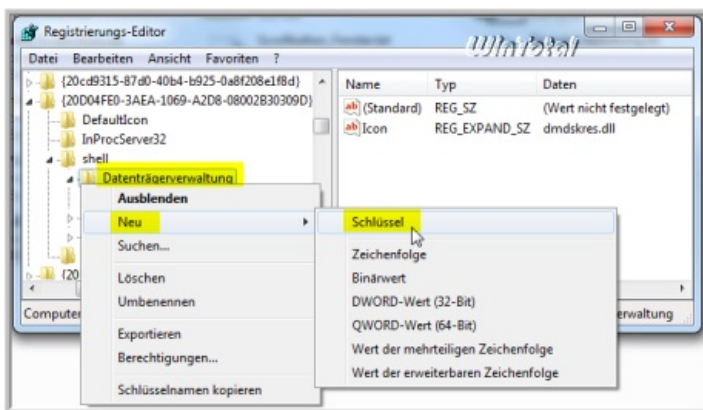 Registrierungs-Editor
WinTotal
Datei Bearbeiten Ansicht Favoriten ?
{20cd9315-87d0-40b4-b925-0a8f208e1f8d}
{20D04FE0-3AEA-1069-A2D8-08002B30309D}
DefaultIcon
InProcServer32
shell
Datenträgerverwaltung
{20
Computer
Name Typ Daten
(Standard) REG_SZ (Wert nicht festgelegt)
Icon REG_EXPAND_SZ dmdskres.dll
erwaltung
Ausblenden
Neu
Suchen...
Löschen
Umbenennen
Exportieren
Berechtigungen...
Schlüsselnamen kopieren
Schlüssel
Zeichenfolge
Binärwert
DWORD-Wert (32-Bit)
QWORD-Wert (64-Bit)
Wert der mehrteiligen Zeichenfolge
Wert der erweiterbaren Zeichenfolge